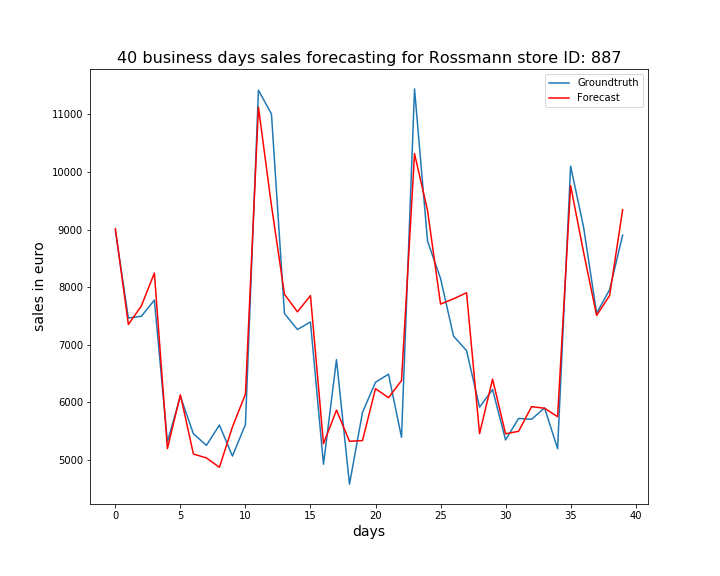 40 business days sales forecasting for Rossmann store ID: 887
Groundtruth
Forecast
11000
10000
9000
8000
7000
6000
5000
sales in euro
0 5 10 15 20 25 30 35 40
days